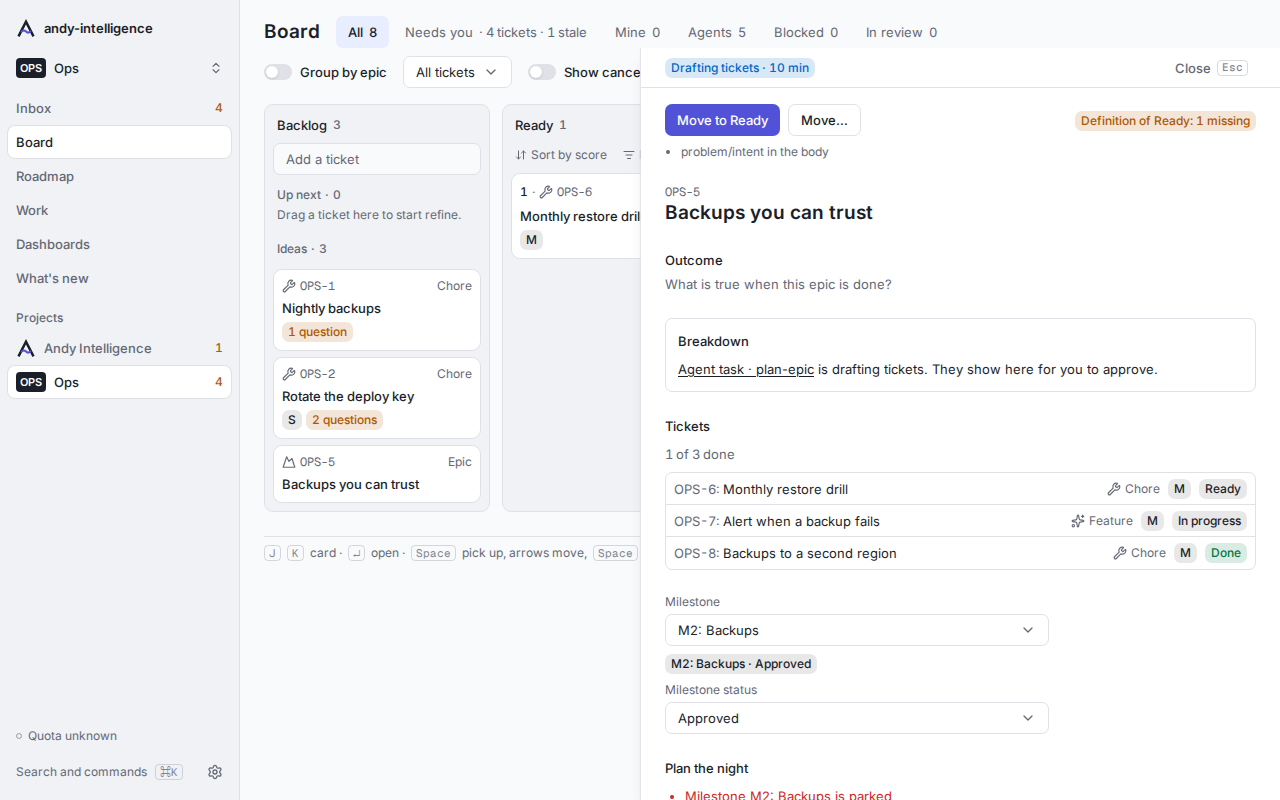 andy-intelligence
OPS Ops
Inbox 4
Board
Roadmap
Work
Dashboards
What's new
Projects
Andy Intelligence 1
OPS Ops 4
Quota unknown
Search and commands ⌘K
Board All 8 Needs you · 4 tickets · 1 stale Mine 0 Agents 5 Blocked 0 In review 0
Group by epic All tickets Show cance
Backlog 3
Add a ticket
Up next · 0
Drag a ticket here to start refine.
Ideas · 3
OPS-1 Chore
Nightly backups
1 question
OPS-2 Chore
Rotate the deploy key
S 2 questions
OPS-5 Epic
Backups you can trust
Ready 1
Sort by score
1 · OPS-6
Monthly restore dril
M
J K card · ↵ open · Space pick up, arrows move, Space
Drafting tickets · 10 min Close Esc
Move to Ready Move... Definition of Ready: 1 missing
• problem/intent in the body
OPS-5
Backups you can trust
Outcome
What is true when this epic is done?
Breakdown
Agent task · plan-epic is drafting tickets. They show here for you to approve.
Tickets
1 of 3 done
OPS-6: Monthly restore drill Chore M Ready
OPS-7: Alert when a backup fails Feature M In progress
OPS-8: Backups to a second region Chore M Done
Milestone
M2: Backups
M2: Backups · Approved
Milestone status
Approved
Plan the night
• Milestone M2: Backups is parked